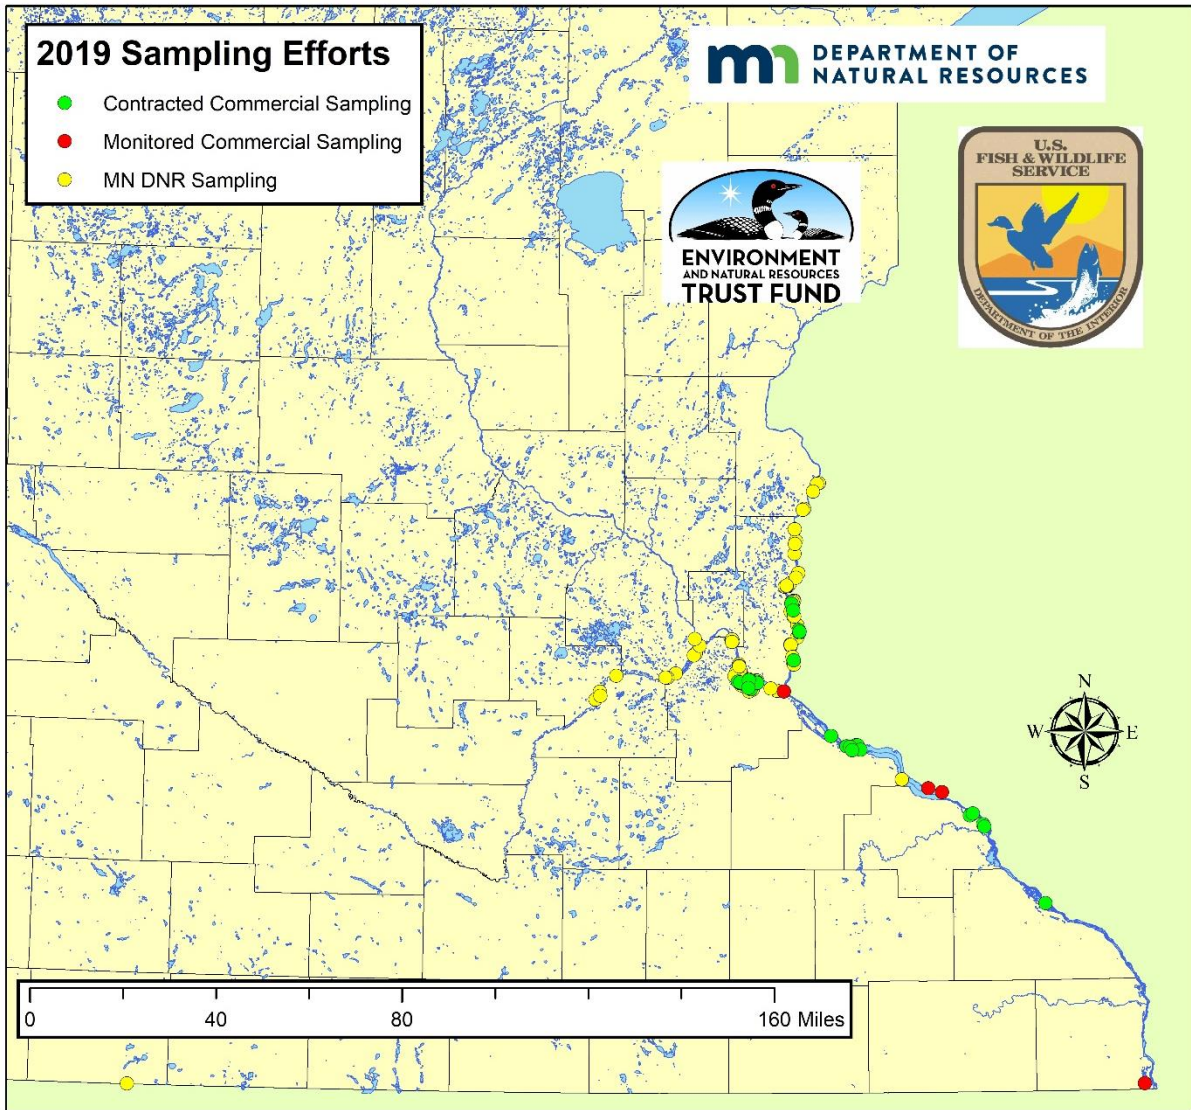 2019 Sampling Efforts
Contracted Commercial Sampling
Monitored Commercial Sampling
MN DNR Sampling
mn DEPARTMENT OF
NATURAL RESOURCES
U.S.
FISH & WILDLIFE
SERVICE
DEPARTMENT OF THE INTERIOR
ENVIRONMENT
AND NATURAL RESOURCES
TRUST FUND
N
W E
S
0 40 80 160 Miles